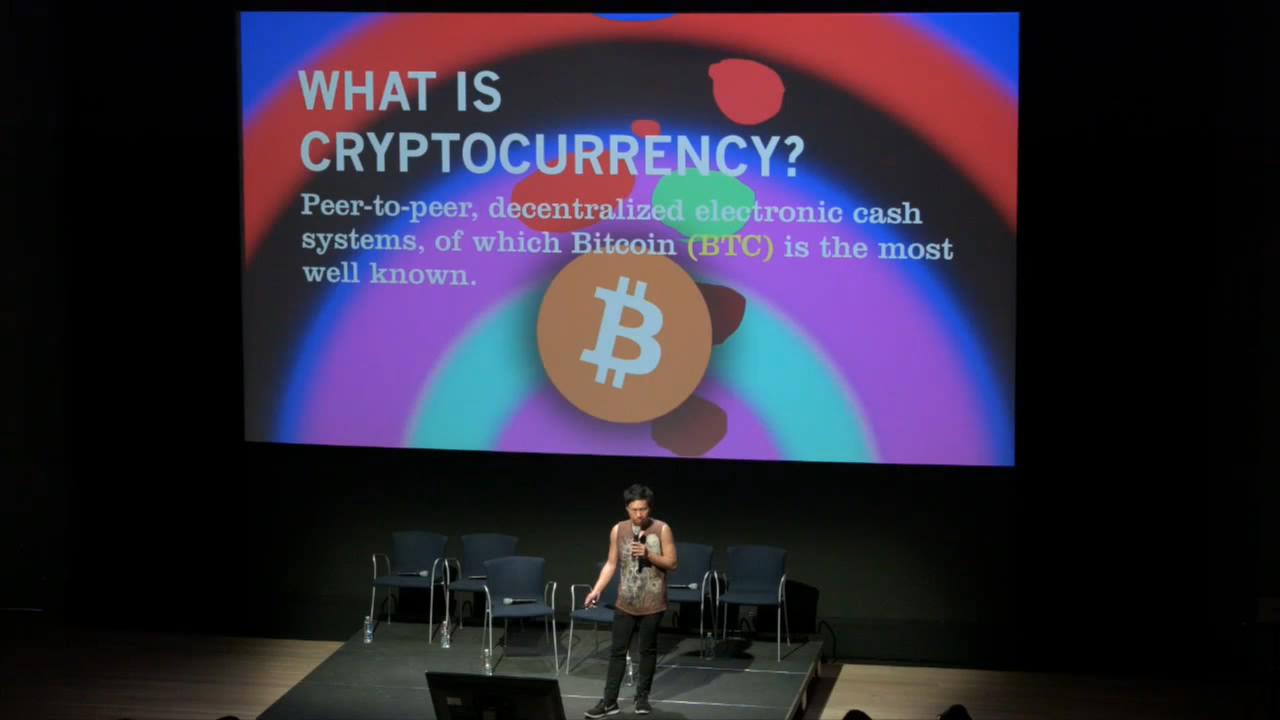 WHAT IS
CRYPTOCURRENCY?
Peer-to-peer, decentralized electronic cash
systems, of which Bitcoin (BTC) is the most
well known.